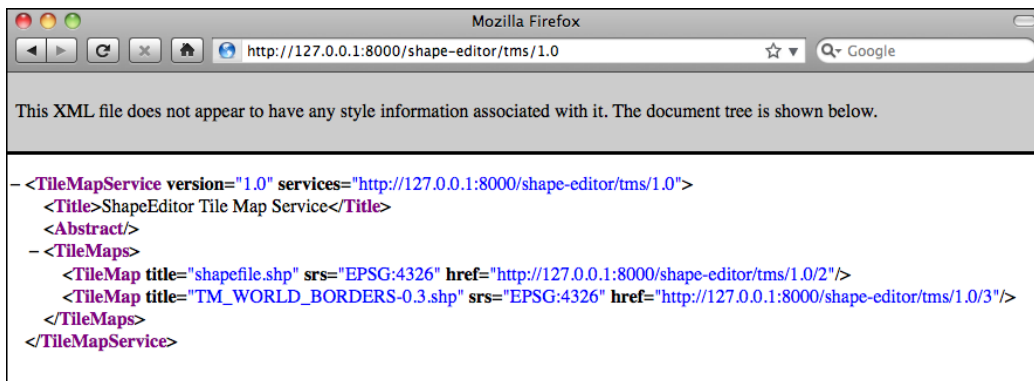 Mozilla Firefox
http://127.0.0.1:8000/shape-editor/tms/1.0
Google
This XML file does not appear to have any style information associated with it. The document tree is shown below.
– <TileMapService version="1.0" services="http://127.0.0.1:8000/shape-editor/tms/1.0">
<Title>ShapeEditor Tile Map Service</Title>
<Abstract/>
– <TileMaps>
<TileMap title="shapefile.shp" srs="EPSG:4326" href="http://127.0.0.1:8000/shape-editor/tms/1.0/2"/>
<TileMap title="TM_WORLD_BORDERS-0.3.shp" srs="EPSG:4326" href="http://127.0.0.1:8000/shape-editor/tms/1.0/3"/>
</TileMaps>
</TileMapService>